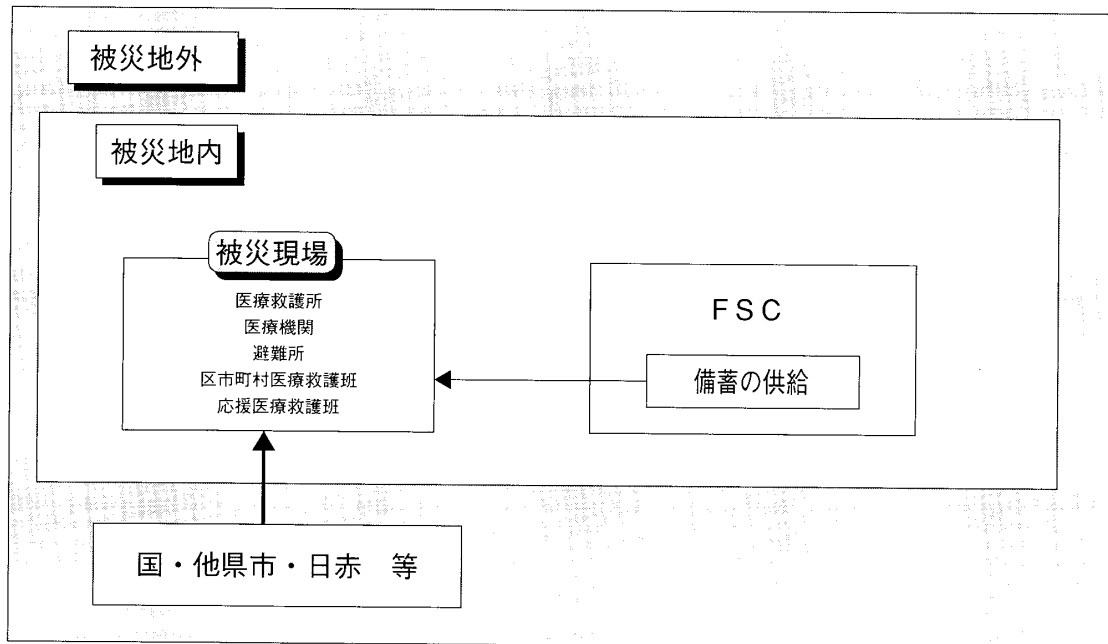 被災地外
被災地内
被災現場
医療救護所
医療機関
避難所
区市町村医療救護班
応援医療救護班
FSC
備蓄の供給
国・他県市・日赤 等